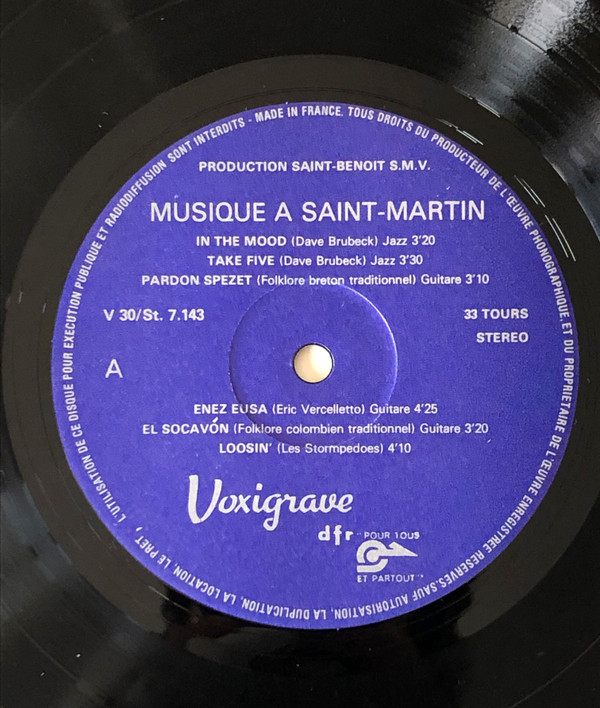 MADE IN FRANCE. TOUS DROITS DU PRODUCTEUR DE L'ŒUVRE PHONOGRAPHIQUE ET DU PROPRIETAIRE DE L'ŒUVRE ENREGISTREE RESERVES. SAUF AUTORISATION, LA DUPLICATION, LA LOCATION, LE PRET, L'UTILISATION DE CE DISQUE POUR EXECUTION PUBLIQUE ET RADIODIFFUSION SONT INTERDITS -
PRODUCTION SAINT-BENOIT S.M.V.
MUSIQUE A SAINT-MARTIN
IN THE MOOD (Dave Brubeck) Jazz 3'20
TAKE FIVE (Dave Brubeck) Jazz 3'30
PARDON SPEZET (Folklore breton traditionnel) Guitare 3'10
V 30/St. 7.143
33 TOURS
STEREO
A
ENEZ EUSA (Eric Vercelletto) Guitare 4'25
EL SOCAVÓN (Folklore colombien traditionnel) Guitare 3'20
LOOSIN' (Les Stormpedoes) 4'10
Voxigrave
dfr "POUR TOUS
ET PARTOUT"